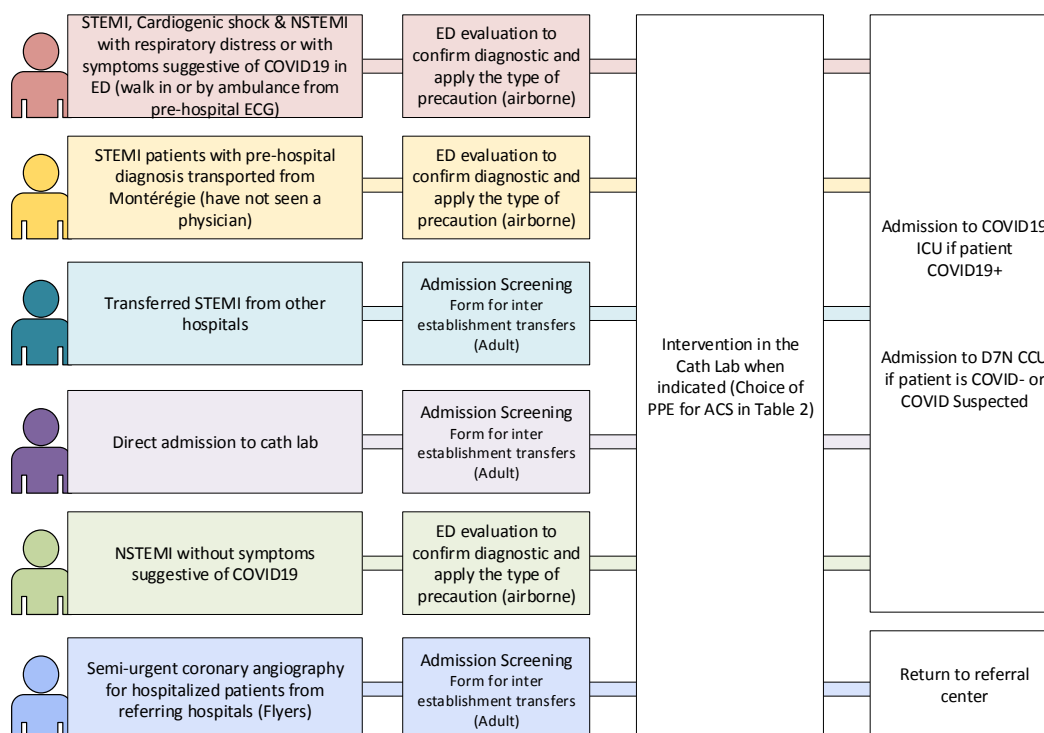 STEMI, Cardiogenic shock & NSTEMI
with respiratory distress or with
symptoms suggestive of COVID19 in
ED (walk in or by ambulance from
pre-hospital ECG)
ED evaluation to
confirm diagnostic and
apply the type of
precaution (airborne)
STEMI patients with pre-hospital
diagnosis transported from
Montérégie (have not seen a
physician)
ED evaluation to
confirm diagnostic and
apply the type of
precaution (airborne)
Transferred STEMI from other
hospitals
Admission Screening
Form for inter
establishment transfers
(Adult)
Direct admission to cath lab
Admission Screening
Form for inter
establishment transfers
(Adult)
NSTEMI without symptoms
suggestive of COVID19
ED evaluation to
confirm diagnostic and
apply the type of
precaution (airborne)
Semi-urgent coronary angiography
for hospitalized patients from
referring hospitals (Flyers)
Admission Screening
Form for inter
establishment transfers
(Adult)
Intervention in the
Cath Lab when
indicated (Choice of
PPE for ACS in Table 2)
Admission to COVID19
ICU if patient
COVID19+
Admission to D7N CCU
if patient is COVID- or
COVID Suspected
Return to referral
center